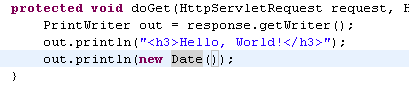 protected void doGet(HttpServletRequest request, H
PrintWriter out = response.getWriter();
out.println("<h3>Hello, World!</h3>");
out.println(new Date());
}